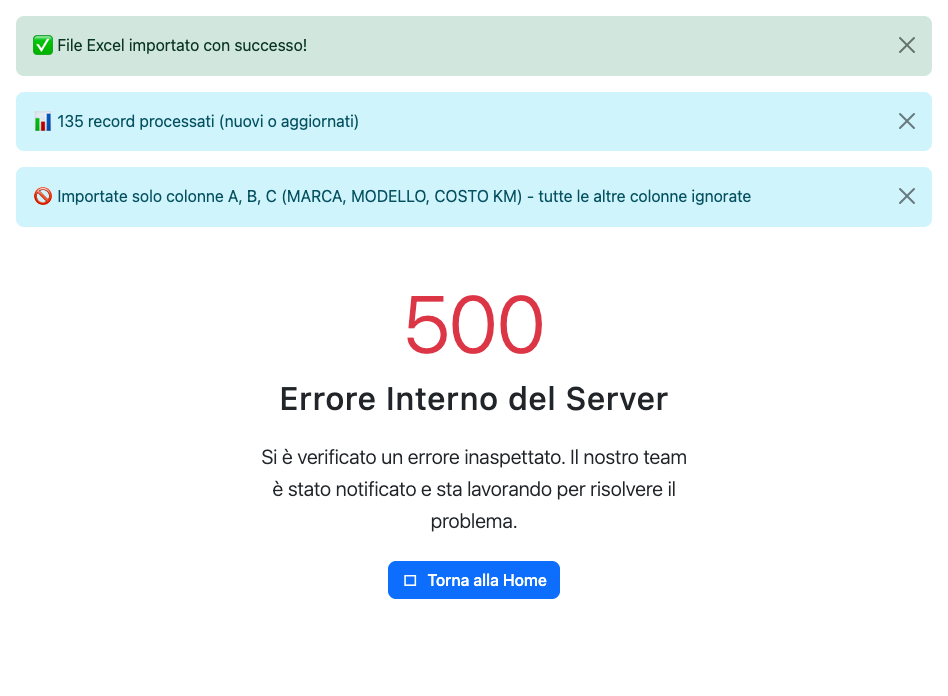 ✅ File Excel importato con successo!
📊 135 record processati (nuovi o aggiornati)
🚫 Importate solo colonne A, B, C (MARCA, MODELLO, COSTO KM) - tutte le altre colonne ignorate
500
Errore Interno del Server
Si è verificato un errore inaspettato. Il nostro team
è stato notificato e sta lavorando per risolvere il
problema.
Torna alla Home